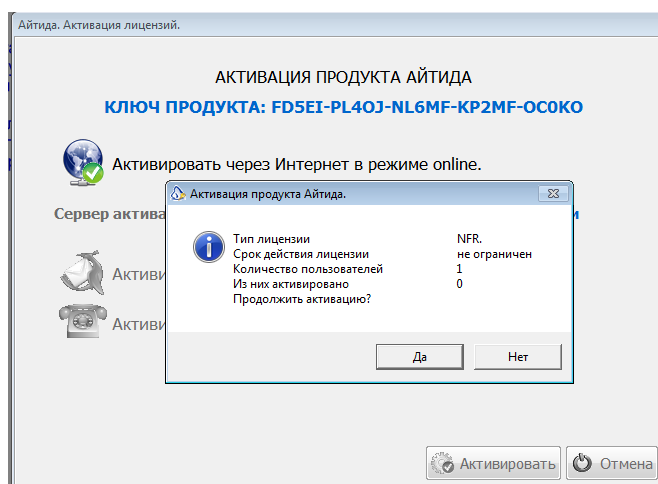 Айтида. Активация лицензий.
АКТИВАЦИЯ ПРОДУКТА АЙТИДА
КЛЮЧ ПРОДУКТА: FD5EI-PL4OJ-NL6MF-KP2MF-OC0KO
Активировать через Интернет в режиме online.
Активация продукта Айтида.
Сервер актива
Тип лицензии NFR.
Срок действия лицензии не ограничен
Количество пользователей 1
Из них активировано 0
Продолжить активацию?
Активи
Активи
Да Нет
Активировать Отмена